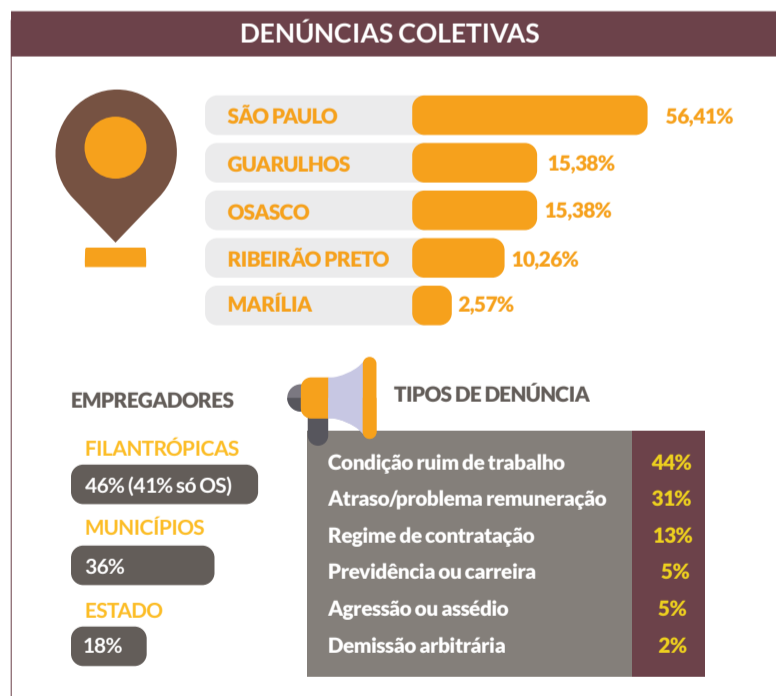 DENÚNCIAS COLETIVAS
SÃO PAULO 56,41%
GUARULHOS 15,38%
OSASCO 15,38%
RIBEIRÃO PRETO 10,26%
MARÍLIA 2,57%
EMPREGADORES
FILANTRÓPICAS
46% (41% só OS)
MUNICÍPIOS
36%
ESTADO
18%
TIPOS DE DENÚNCIA
Condição ruim de trabalho 44%
Atraso/problema remuneração 31%
Regime de contratação 13%
Previdência ou carreira 5%
Agressão ou assédio 5%
Demissão arbitrária 2%